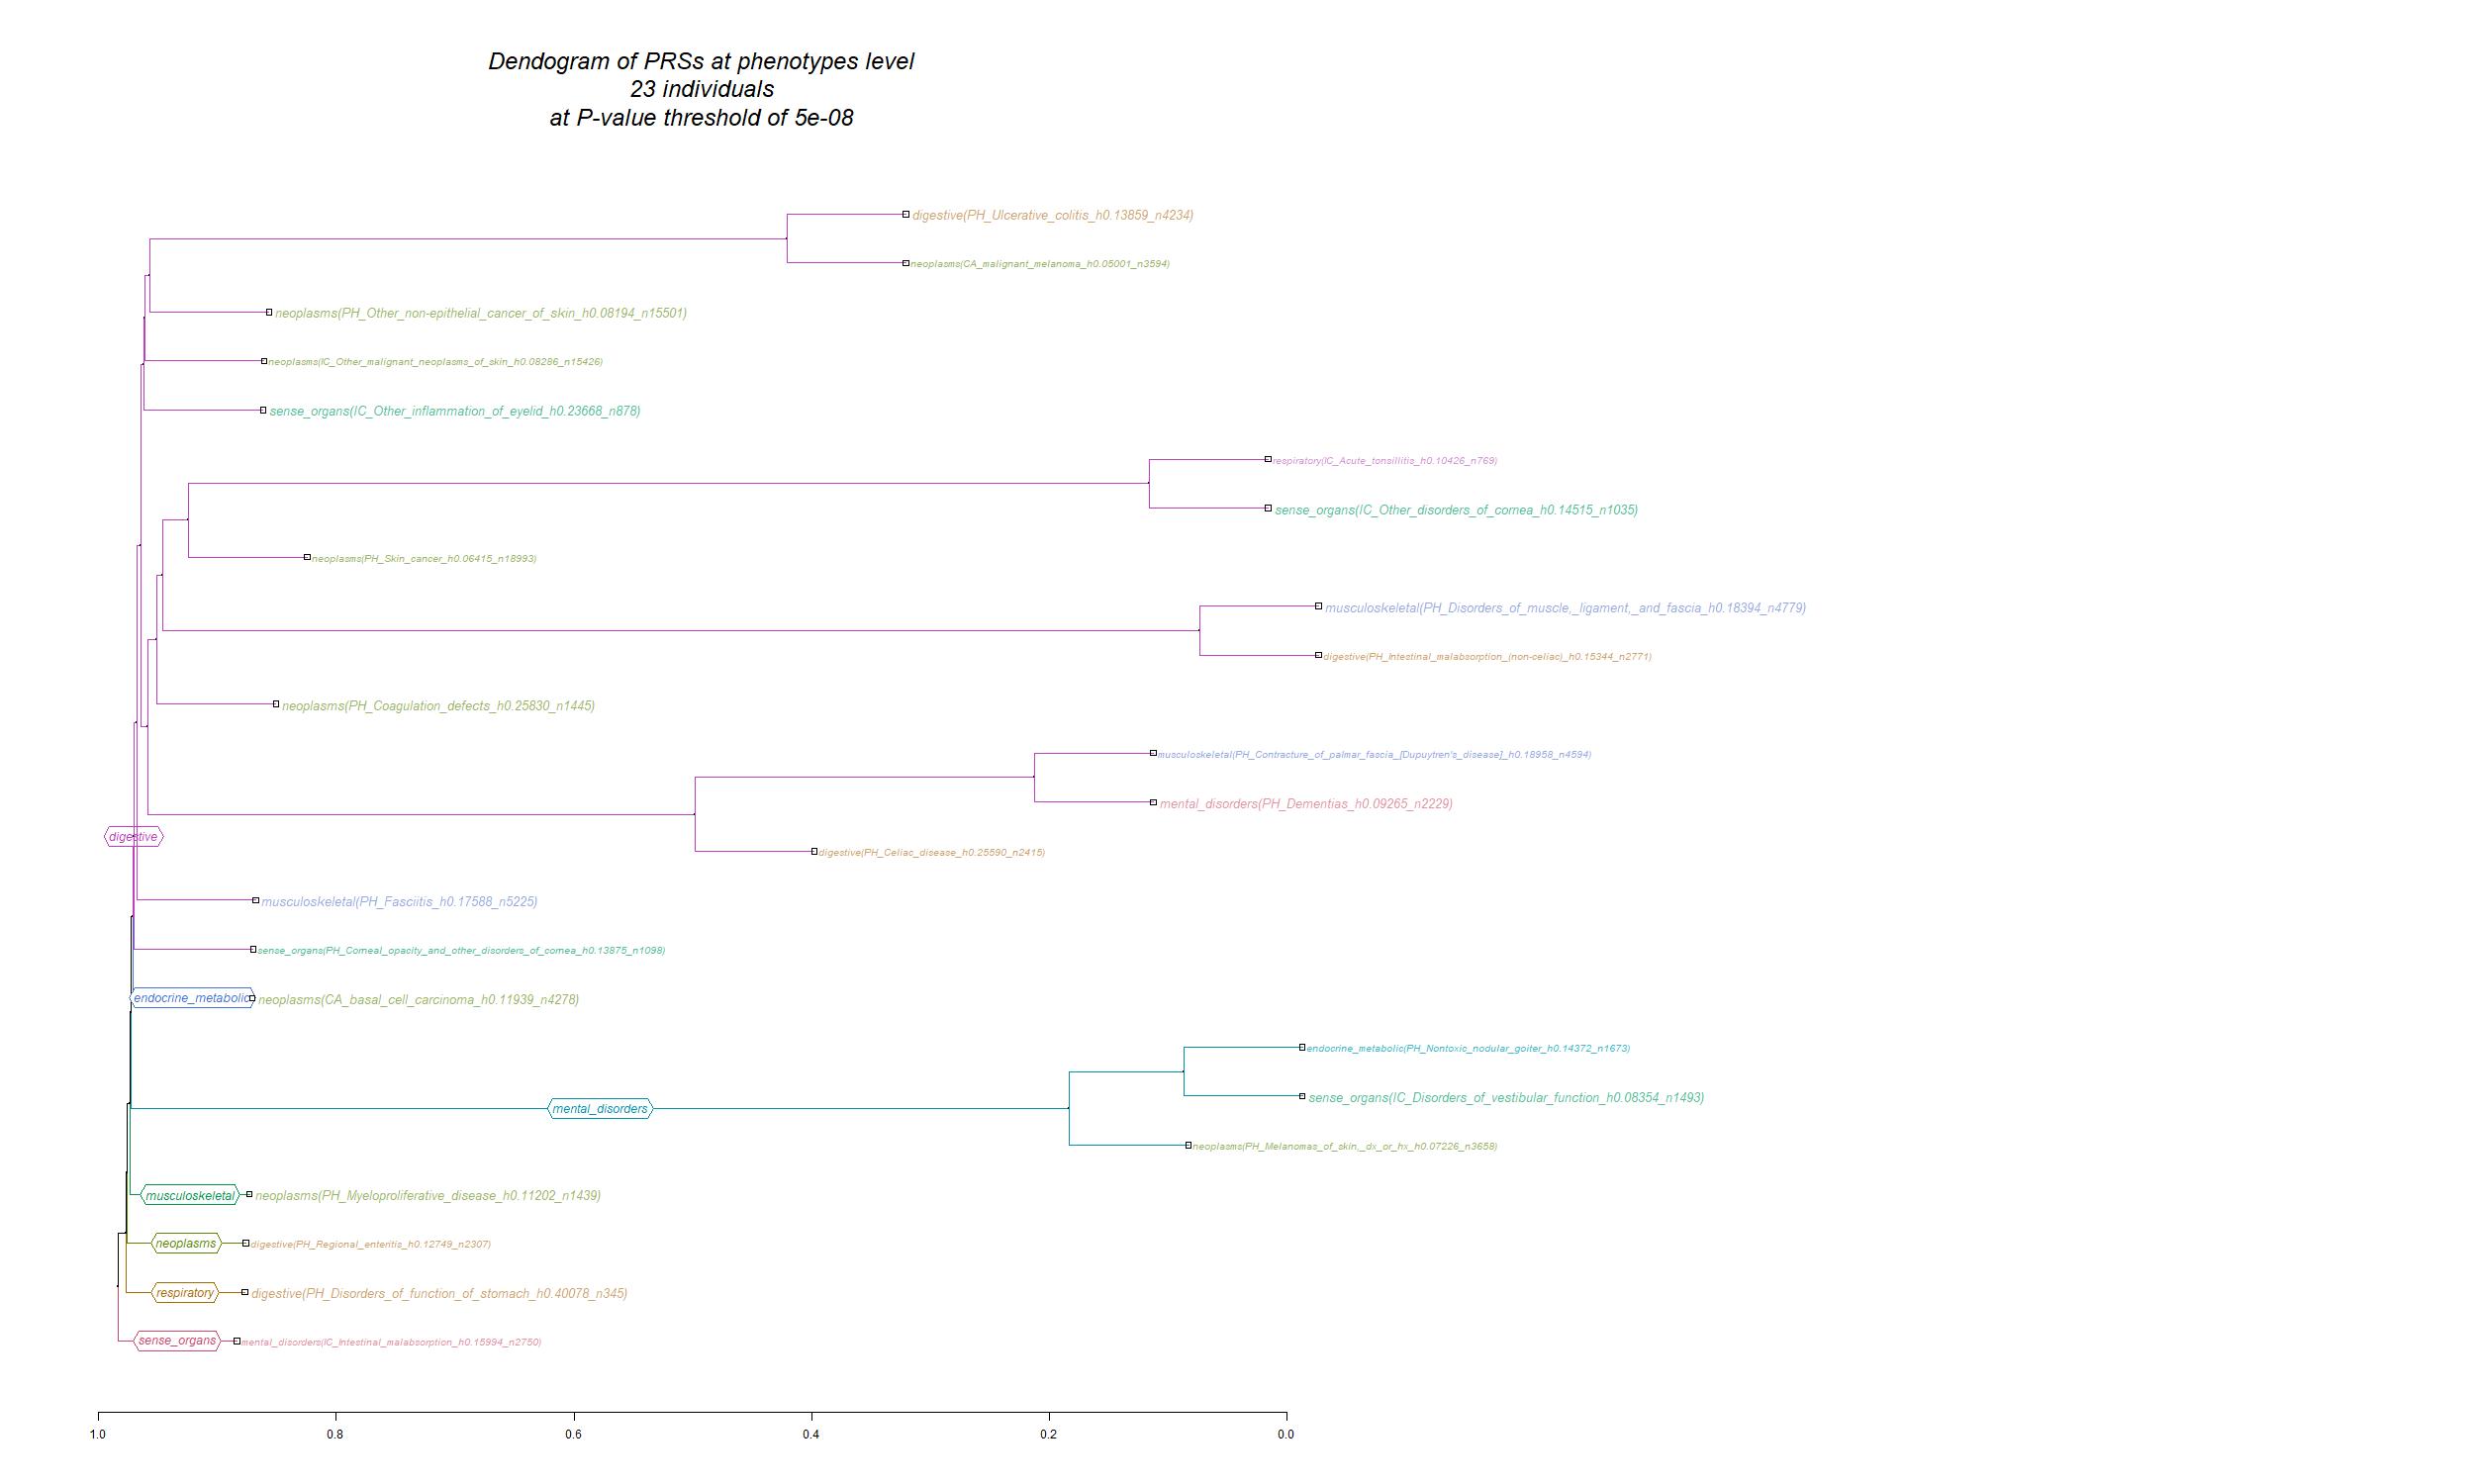 Dendogram of PRSs at phenotypes level
23 individuals
at P-value threshold of 5e-08
digestive(PH_Ulcerative_colitis_h0.13859_n4234)
neoplasms(CA_malignant_melanoma_h0.05001_n3594)
neoplasms(PH_Other_non-epithelial_cancer_of_skin_h0.08194_n15501)
neoplasms(IC_Other_malignant_neoplasms_of_skin_h0.08286_n15426)
sense_organs(IC_Other_inflammation_of_eyelid_h0.23668_n878)
respiratory(IC_Acute_tonsillitis_h0.10426_n769)
sense_organs(IC_Other_disorders_of_cornea_h0.14515_n1035)
neoplasms(PH_Skin_cancer_h0.06415_n18993)
musculoskeletal(PH_Disorders_of_muscle,_ligament,_and_fascia_h0.18394_n4779)
digestive(PH_Intestinal_malabsorption_(non-celiac)_h0.15344_n2771)
neoplasms(PH_Coagulation_defects_h0.25830_n1445)
musculoskeletal(PH_Contracture_of_palmar_fascia_[Dupuytren's_disease]_h0.18958_n4594)
mental_disorders(PH_Dementias_h0.09265_n2229)
digestive
digestive(PH_Celiac_disease_h0.25590_n2415)
musculoskeletal(PH_Fasciitis_h0.17588_n5225)
sense_organs(PH_Corneal_opacity_and_other_disorders_of_cornea_h0.13875_n1098)
endocrine_metabolic neoplasms(CA_basal_cell_carcinoma_h0.11939_n4278)
endocrine_metabolic(PH_Nontoxic_nodular_goiter_h0.14372_n1673)
sense_organs(IC_Disorders_of_vestibular_function_h0.08354_n1493)
mental_disorders
neoplasms(PH_Melanomas_of_skin,_dx_or_hx_h0.07226_n3658)
musculoskeletal neoplasms(PH_Myeloproliferative_disease_h0.11202_n1439)
neoplasms digestive(PH_Regional_enteritis_h0.12749_n2307)
respiratory digestive(PH_Disorders_of_function_of_stomach_h0.40078_n345)
sense_organs mental_disorders(IC_Intestinal_malabsorption_h0.15994_n2750)
1.0 0.8 0.6 0.4 0.2 0.0